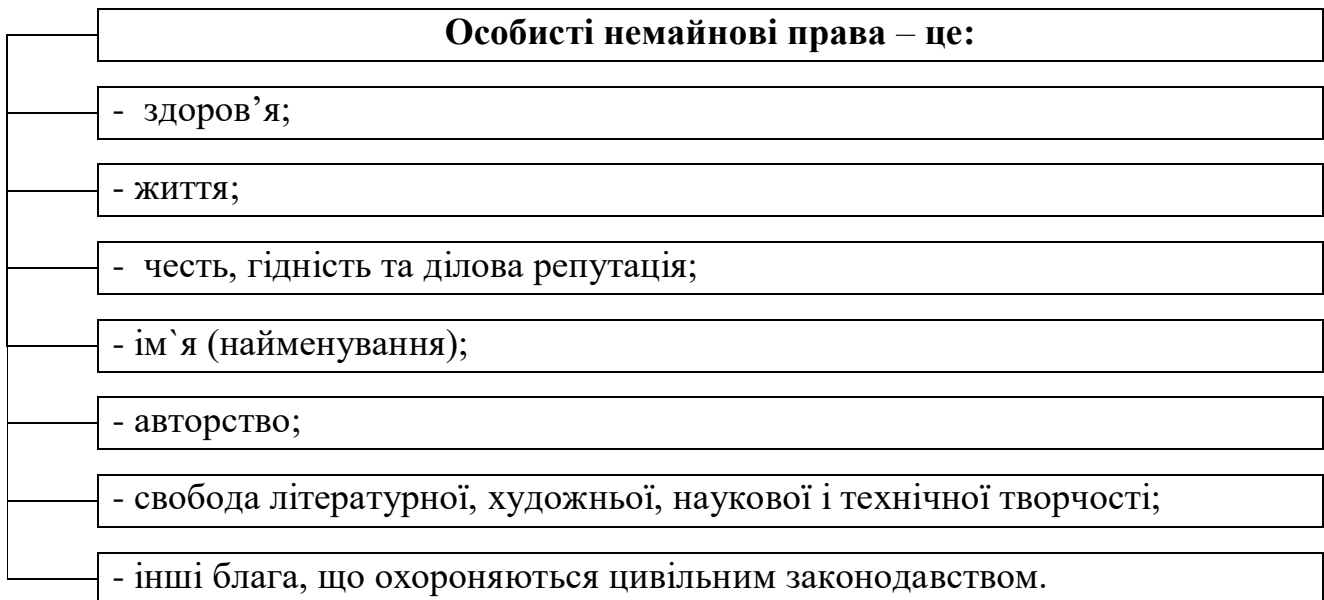 Особисті немайнові права – це:
- здоров’я;
- життя;
- честь, гідність та ділова репутація;
- ім`я (найменування);
- авторство;
- свобода літературної, художньої, наукової і технічної творчості;
- інші блага, що охороняються цивільним законодавством.